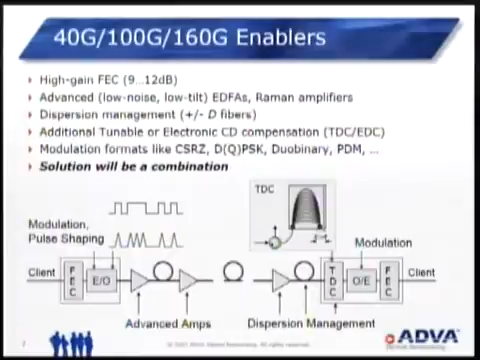 40G/100G/160G Enablers
High-gain FEC (9...12dB)
Advanced (low-noise, low-tilt) EDFAs, Raman amplifiers
Dispersion management (+/- D fibers)
Additional Tunable or Electronic CD compensation (TDC/EDC)
Modulation formats like CSRZ, D(Q)PSK, Duobinary, PDM, ...
Solution will be a combination
TDC
Modulation,
Pulse Shaping
Modulation
Client
FEC
E/O
TDC
O/E
FEC
Client
Advanced Amps
Dispersion Management
ADVA